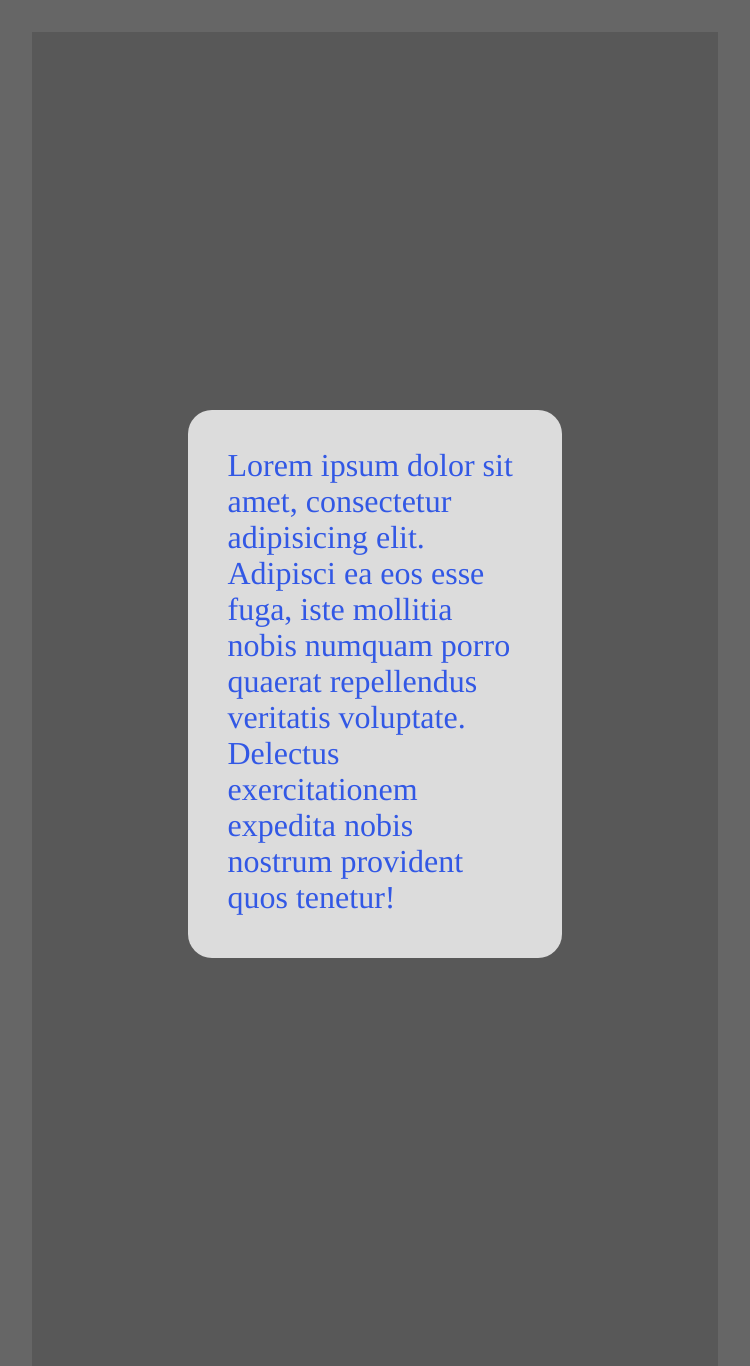 Lorem ipsum dolor sit
amet, consectetur
adipisicing elit.
Adipisci ea eos esse
fuga, iste mollitia
nobis numquam porro
quaerat repellendus
veritatis voluptate.
Delectus
exercitationem
expedita nobis
nostrum provident
quos tenetur!